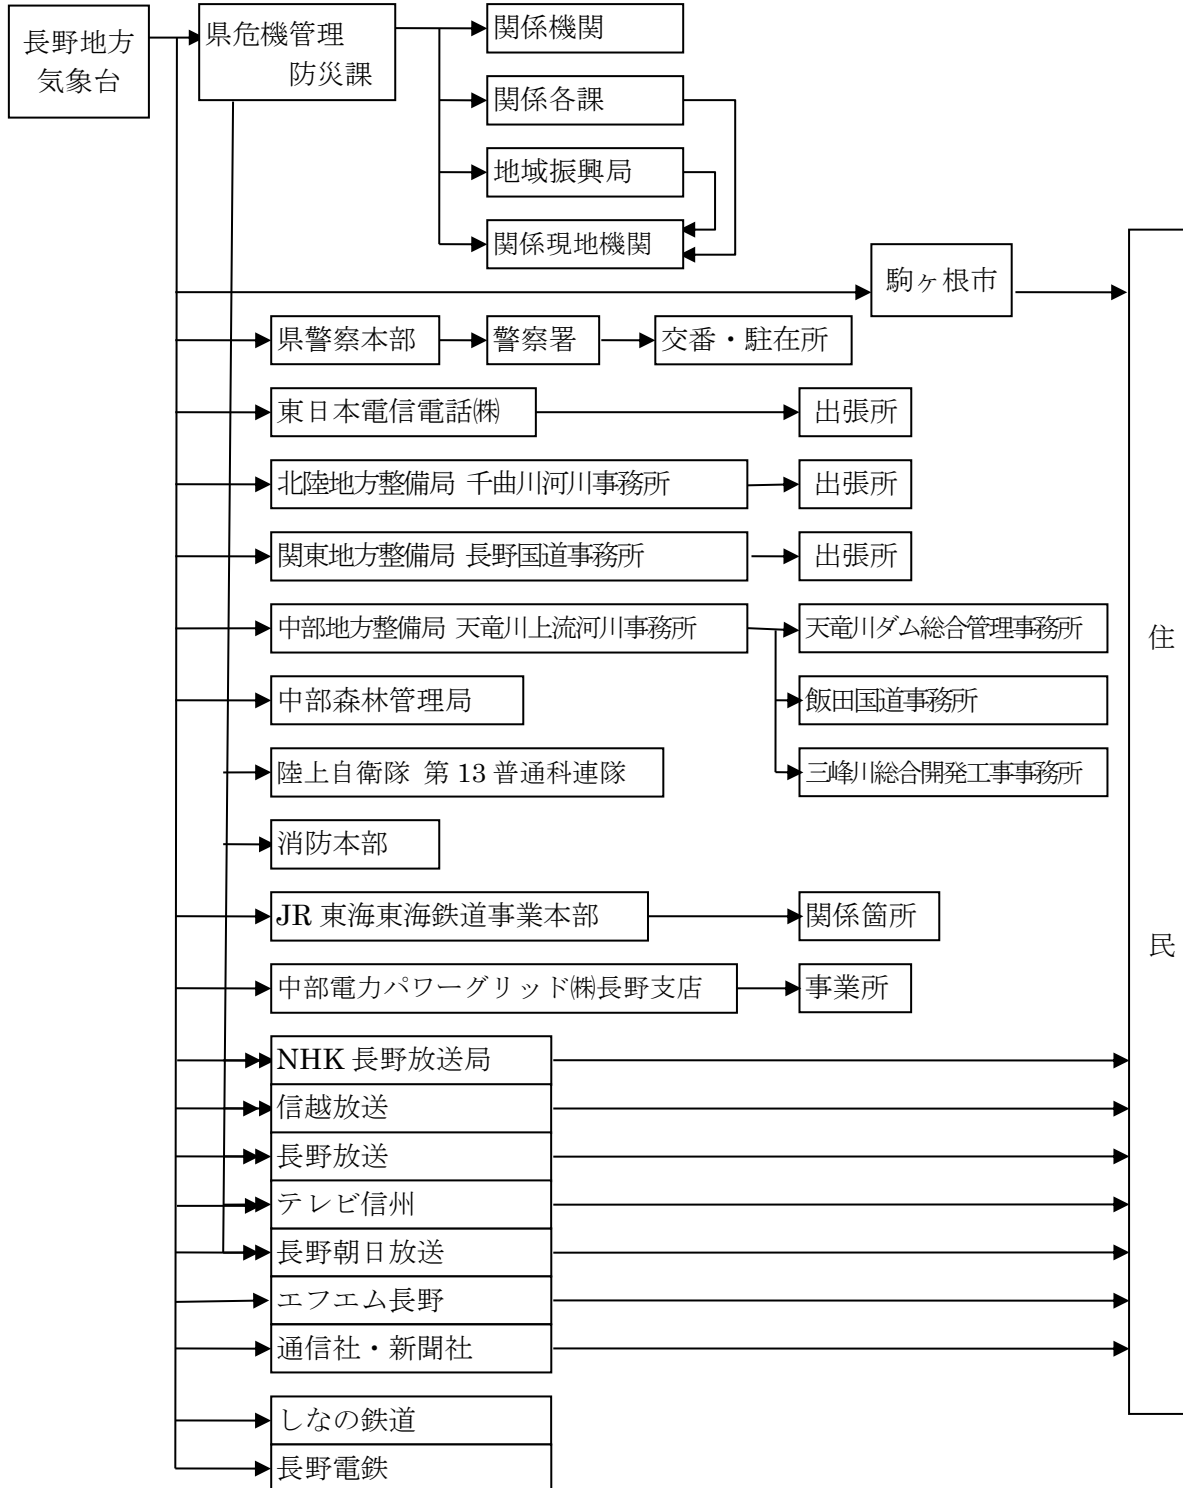 長野地方
気象台
県危機管理
防災課
関係機関
関係各課
地域振興局
関係現地機関
駒ヶ根市
県警察本部
警察署
交番・駐在所
東日本電信電話㈱
出張所
北陸地方整備局 千曲川河川事務所
出張所
関東地方整備局 長野国道事務所
出張所
中部地方整備局 天竜川上流河川事務所
天竜川ダム総合管理事務所
中部森林管理局
飯田国道事務所
陸上自衛隊 第 13 普通科連隊
三峰川総合開発工事事務所
消防本部
JR 東海東海鉄道事業本部
関係箇所
中部電力パワーグリッド㈱長野支店
事業所
NHK 長野放送局
信越放送
長野放送
テレビ信州
長野朝日放送
エフエム長野
通信社・新聞社
しなの鉄道
長野電鉄
住
民